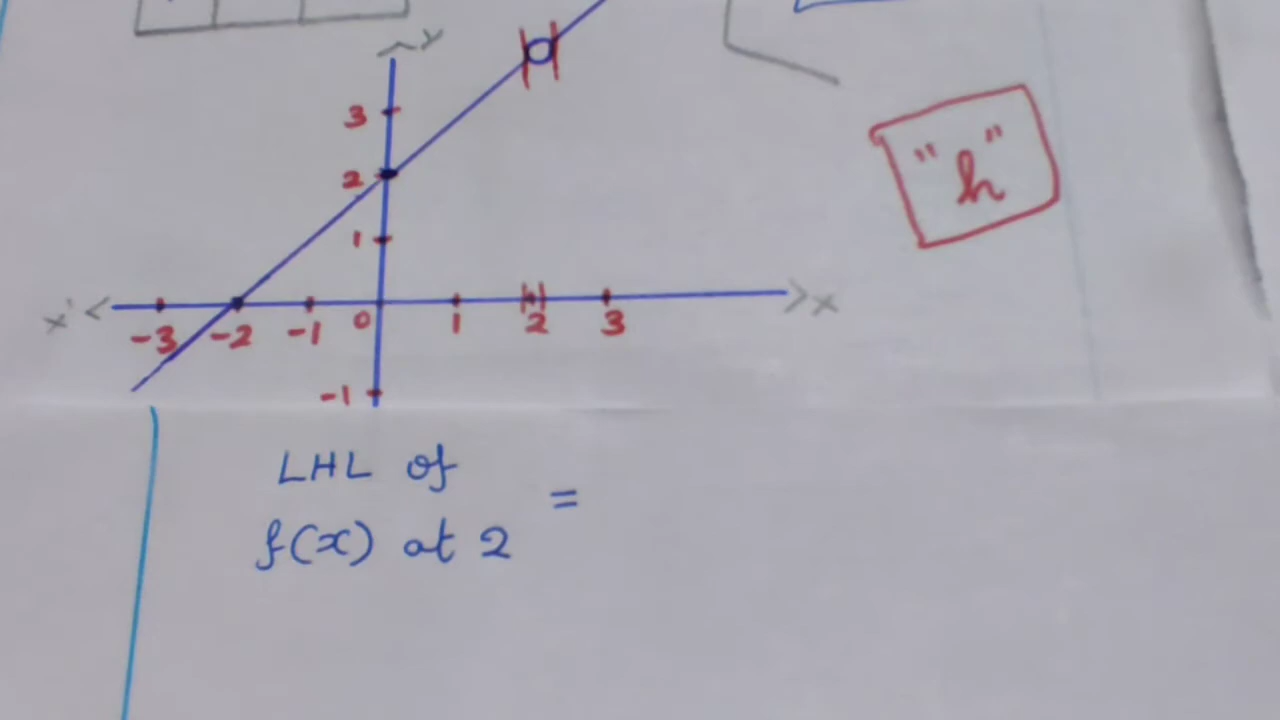 Y
3
2
1
X' -3 -2 -1 0 1 2 3 X
-1
"h"
LHL of
f(x) at 2 =